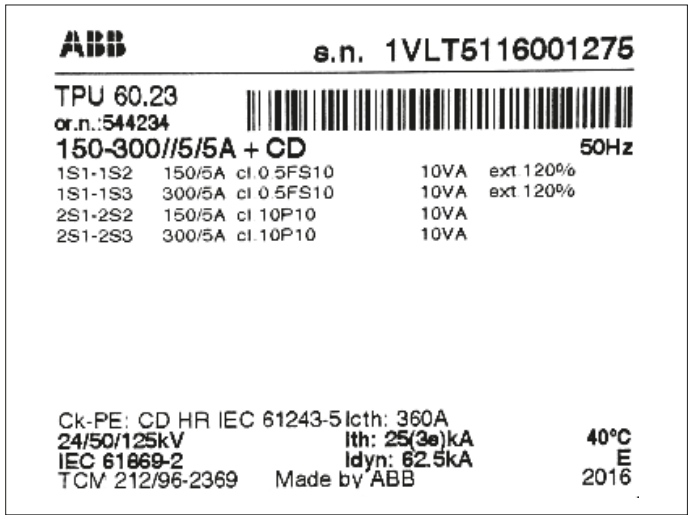 ABB s.n. 1VLT5116001275
TPU 60.23
or.n.:544234
150-300//5/5A + CD 50Hz
1S1-1S2 150/5A cl.0.5FS10 10VA ext.120%
1S1-1S3 300/5A cl.0.5FS10 10VA ext.120%
2S1-2S2 150/5A cl.10P10 10VA
2S1-2S3 300/5A cl.10P10 10VA
Ck-PE: CD HR IEC 61243-5 Icth: 360A
24/50/125kV Ith: 25(3s)kA 40°C
IEC 61869-2 Idyn: 62.5kA E
TCM 212/96-2369 Made by ABB 2016